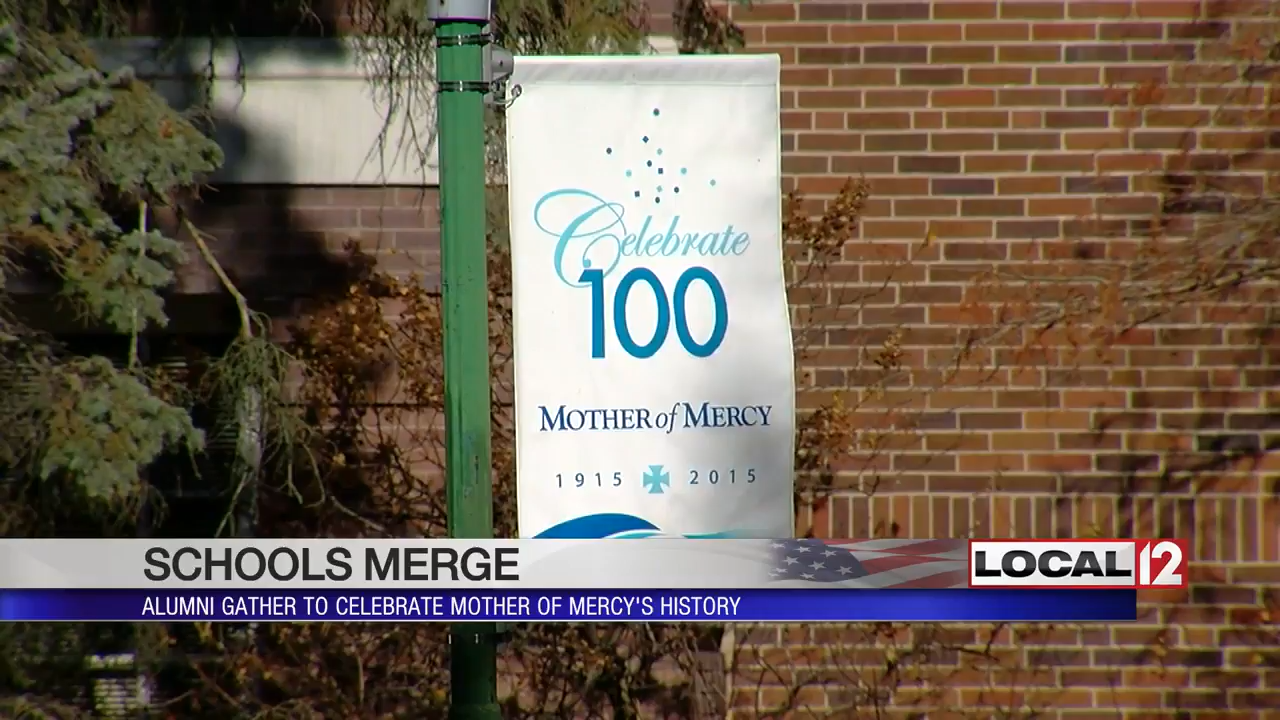 Celebrate
100
MOTHER of MERCY
1915 2015
SCHOOLS MERGE
LOCAL 12
ALUMNI GATHER TO CELEBRATE MOTHER OF MERCY'S HISTORY